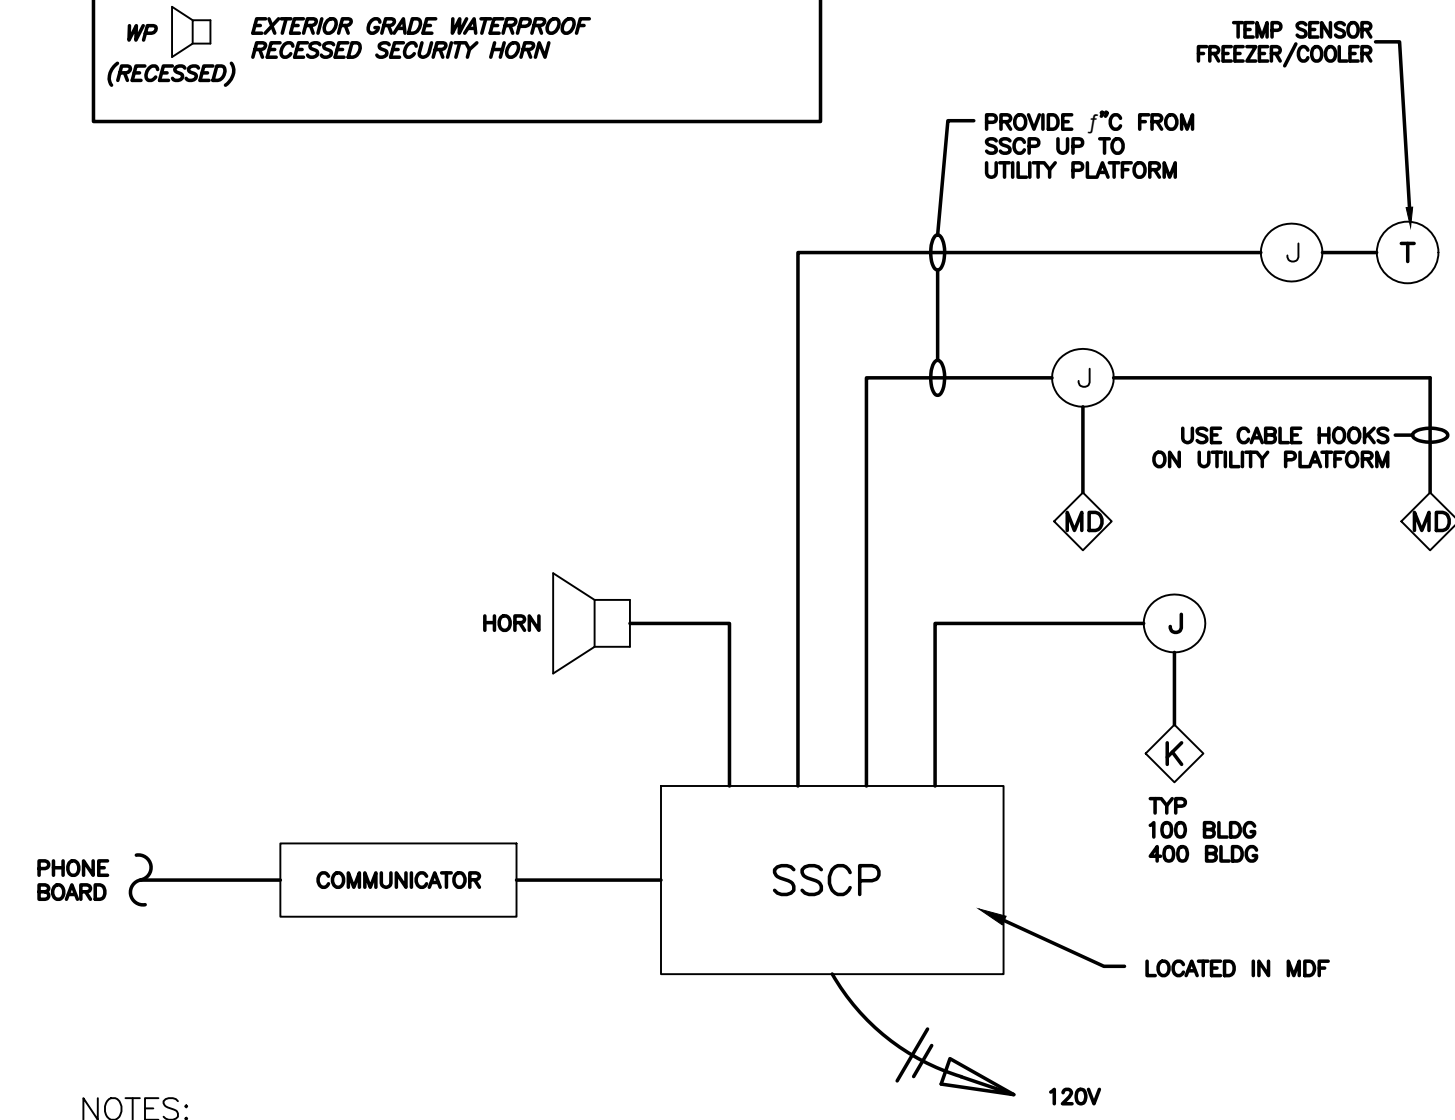 WP
(RECESSED)
EXTERIOR GRADE WATERPROOF
RECESSED SECURITY HORN
TEMP SENSOR
FREEZER/COOLER
PROVIDE ƒ"C FROM
SSCP UP TO
UTILITY PLATFORM
J
T
J
USE CABLE HOOKS
ON UTILITY PLATFORM
MD
MD
HORN
J
K
TYP
100 BLDG
400 BLDG
PHONE
BOARD
COMMUNICATOR
SSCP
LOCATED IN MDF
120V
NOTES: